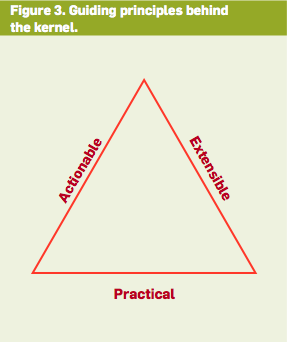 Figure 3. Guiding principles behind
the kernel.
Actionable
Extensible
Practical